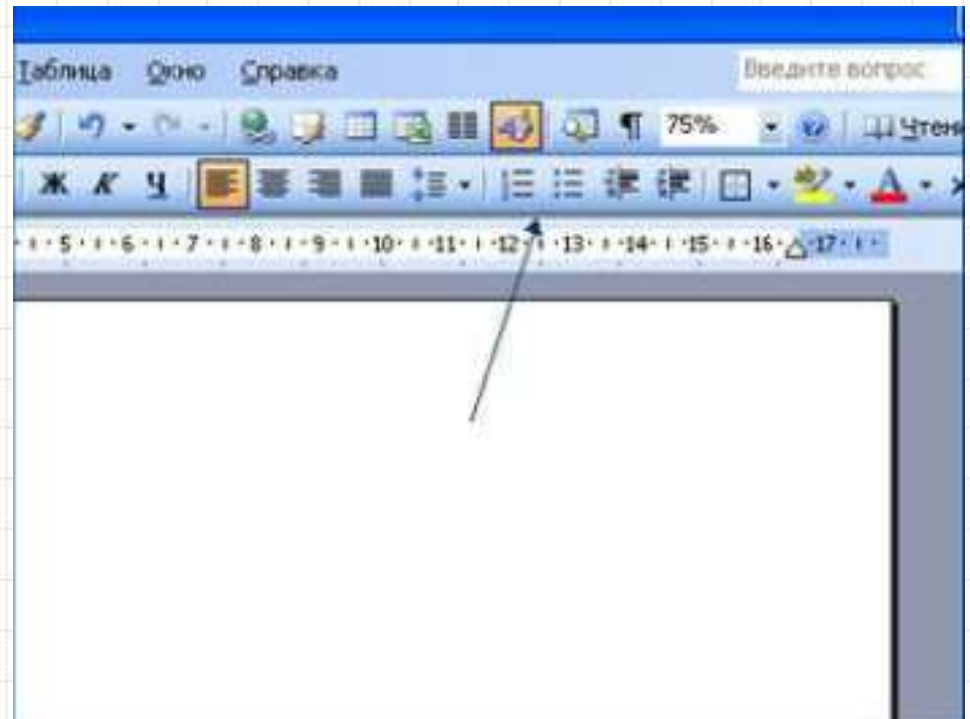 Таблица Окно Справка Введите вопрос
75% Чтени
Ж К Ч
5 6 7 8 9 10 11 12 13 14 15 16 17